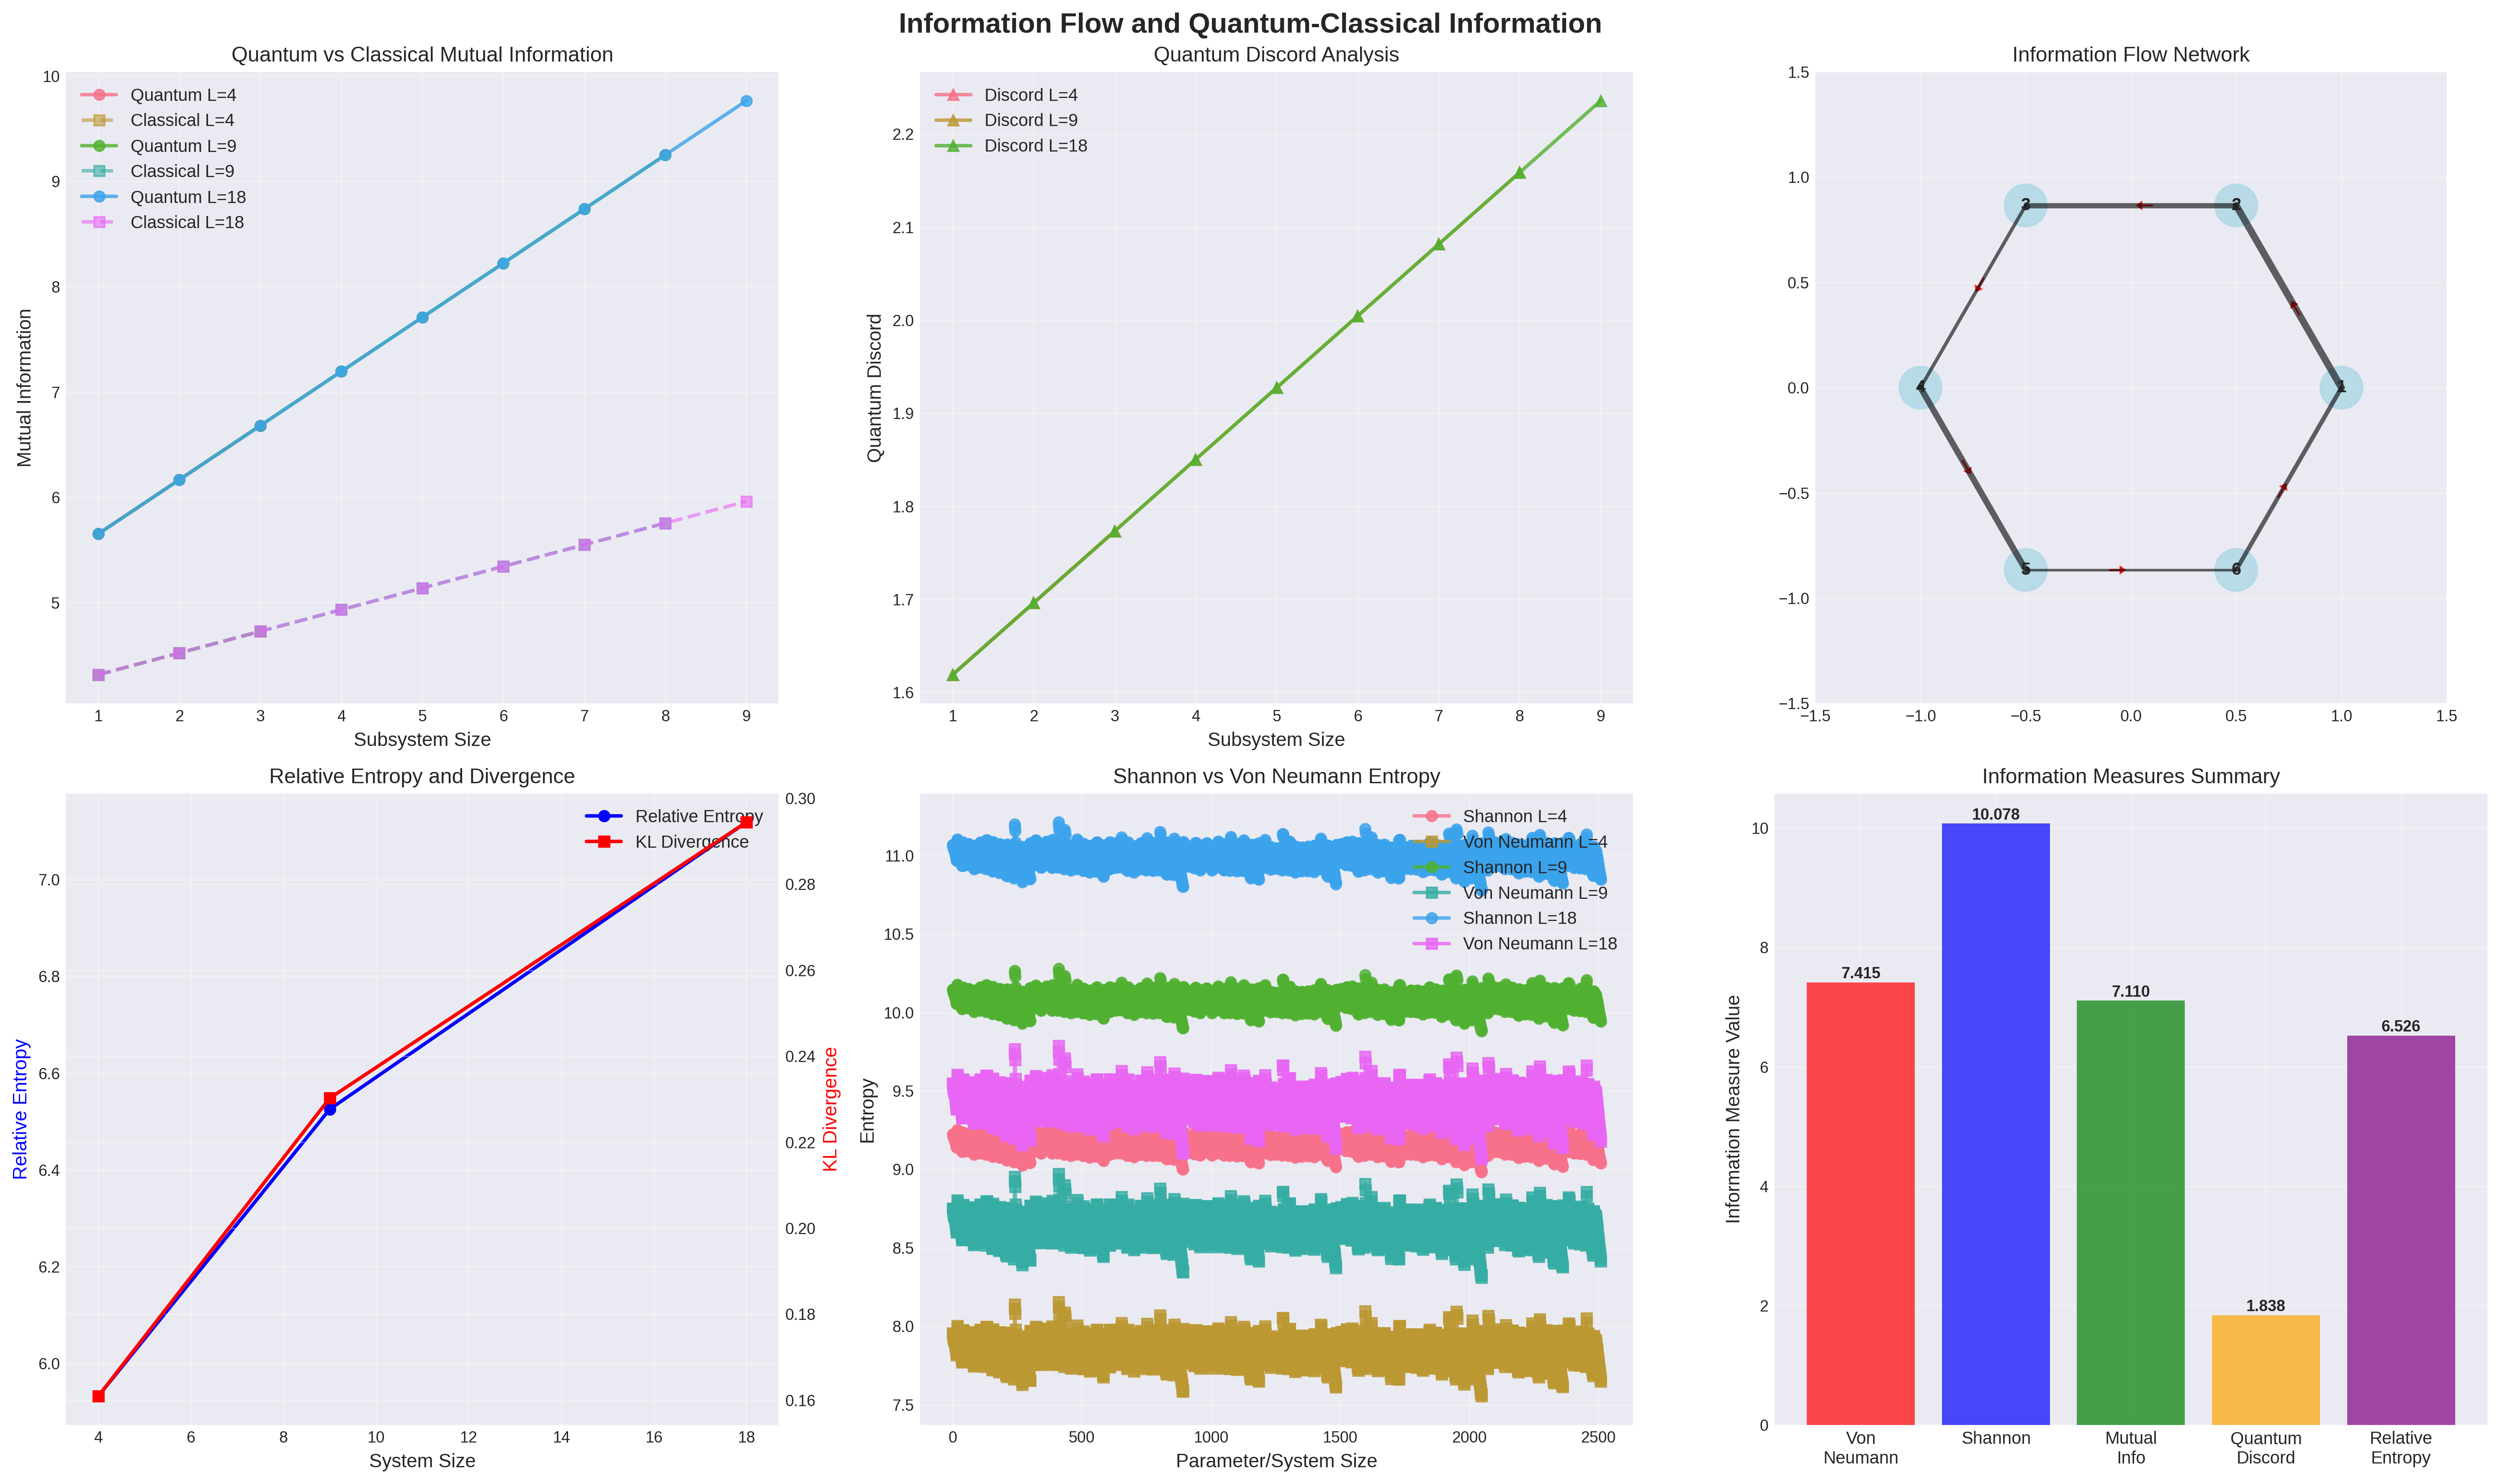 Information Flow and Quantum-Classical Information
Quantum vs Classical Mutual Information
10
9
8
7
6
5
Mutual Information
Quantum L=4
Classical L=4
Quantum L=9
Classical L=9
Quantum L=18
Classical L=18
1 2 3 4 5 6 7 8 9
Subsystem Size
Quantum Discord Analysis
2.2
2.1
2.0
1.9
1.8
1.7
1.6
Quantum Discord
Discord L=4
Discord L=9
Discord L=18
1 2 3 4 5 6 7 8 9
Subsystem Size
Information Flow Network
1.5
1.0
0.5
0.0
−0.5
−1.0
−1.5
3 2
4 1
5 6
−1.5 −1.0 −0.5 0.0 0.5 1.0 1.5
Relative Entropy and Divergence
7.0
6.8
6.6
6.4
6.2
6.0
Relative Entropy
Relative Entropy
KL Divergence
0.30
0.28
0.26
0.24
0.22
0.20
0.18
0.16
KL Divergence
4 6 8 10 12 14 16 18
System Size
Shannon vs Von Neumann Entropy
11.0
10.5
10.0
9.5
9.0
8.5
8.0
7.5
Entropy
Shannon L=4
Von Neumann L=4
Shannon L=9
Von Neumann L=9
Shannon L=18
Von Neumann L=18
0 500 1000 1500 2000 2500
Parameter/System Size
Information Measures Summary
10
8
6
4
2
0
Information Measure Value
7.415
10.078
7.110
1.838
6.526
Von
Neumann
Shannon
Mutual
Info
Quantum
Discord
Relative
Entropy